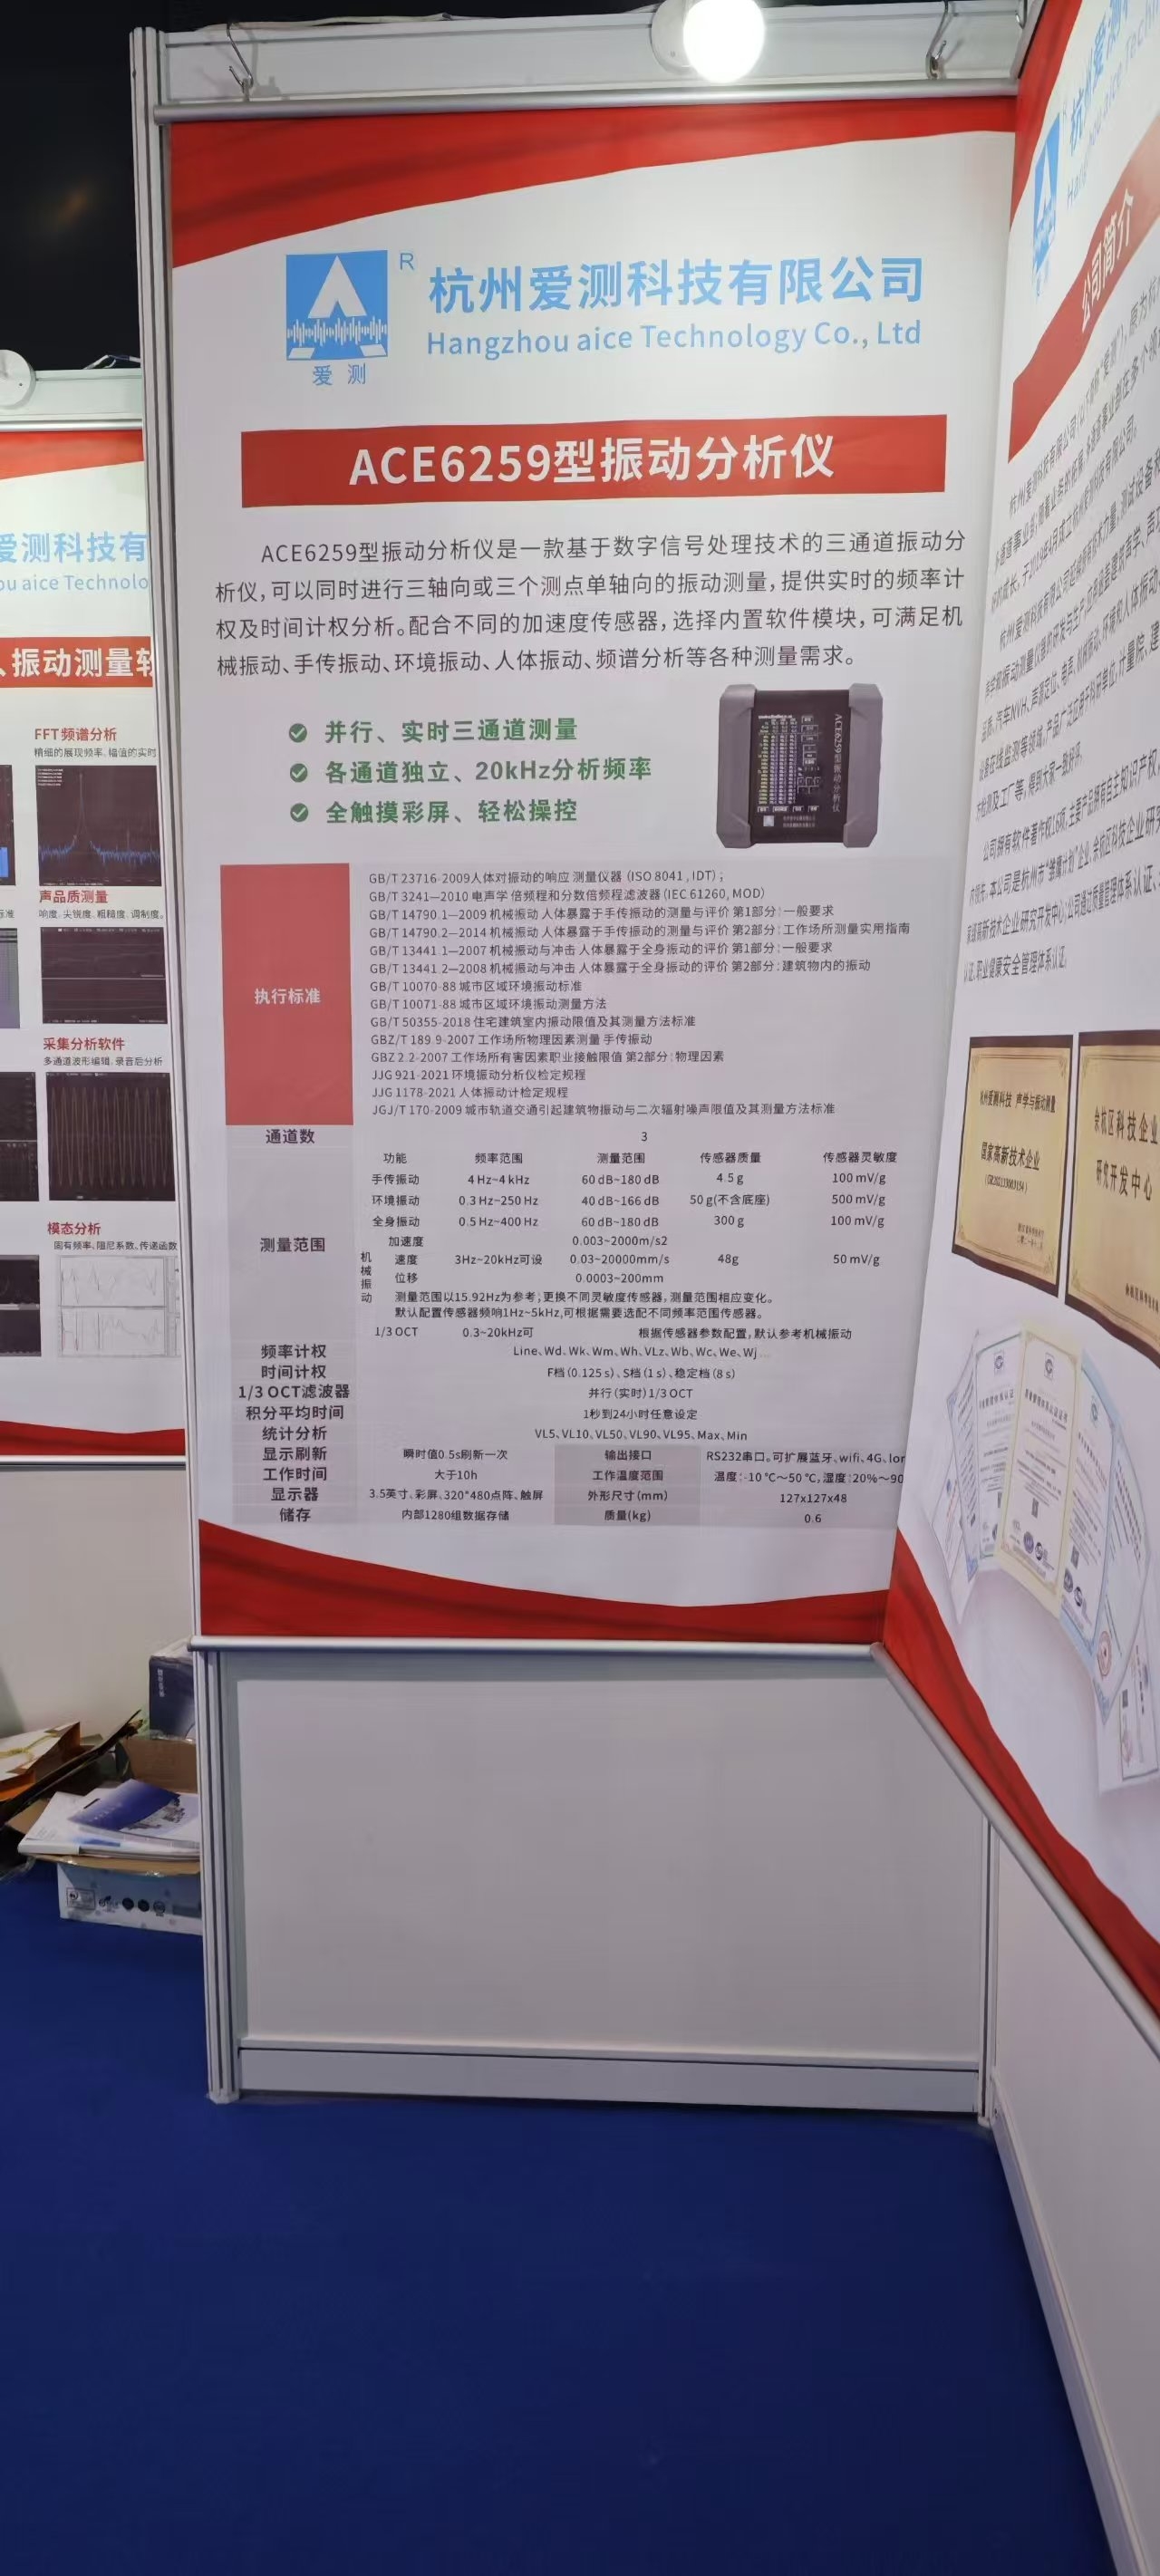 R
杭州爱测科技有限公司
Hangzhou aice Technology Co., Ltd
爱测
ACE6259型振动分析仪
ACE6259型振动分析仪是一款基于数字信号处理技术的三通道振动分
析仪,可以同时进行三轴向或三个测点单轴向的振动测量,提供实时的频率计
权及时间计权分析。配合不同的加速度传感器,选择内置软件模块,可满足机
械振动、手传振动、环境振动、人体振动、频谱分析等各种测量需求。
并行、实时三通道测量
各通道独立、20kHz分析频率
全触摸彩屏、轻松操控
ACE6259型振动分析仪
执行标准
GB/T 23716-2009人体对振动的响应 测量仪器 (ISO 8041, IDT);
GB/T 3241—2010 电声学 倍频程和分数倍频程滤波器(IEC 61260, MOD)
GB/T 14790.1—2009 机械振动 人体暴露于手传振动的测量与评价 第1部分:一般要求
GB/T 14790.2—2014 机械振动 人体暴露于手传振动的测量与评价 第2部分:工作场所测量实用指南
GB/T 13441.1—2007 机械振动与冲击 人体暴露于全身振动的评价 第1部分:一般要求
GB/T 13441.2—2008 机械振动与冲击 人体暴露于全身振动的评价 第2部分:建筑物内的振动
GB/T 10070-88 城市区域环境振动标准
GB/T 10071-88 城市区域环境振动测量方法
GB/T 50355-2018 住宅建筑室内振动限值及其测量方法标准
GBZ/T 189.9-2007 工作场所物理因素测量 手传振动
GBZ 2.2-2007 工作场所有害因素职业接触限值 第2部分:物理因素
JJG 921-2021 环境振动分析仪检定规程
JJG 1178-2021 人体振动计检定规程
JGJ/T 170-2009 城市轨道交通引起建筑物振动与二次辐射噪声限值及其测量方法标准
通道数 3
测量范围
功能 频率范围 测量范围 传感器质量 传感器灵敏度
手传振动 4 Hz~4 kHz 60 dB~180 dB 4.5 g 100 mV/g
环境振动 0.3 Hz~250 Hz 40 dB~166 dB 50 g(不含底座) 500 mV/g
全身振动 0.5 Hz~400 Hz 60 dB~180 dB 300 g 100 mV/g
机械振动
加速度 0.003~2000m/s2
速度 3Hz~20kHz可设 0.03~20000mm/s 48g 50 mV/g
位移 0.0003~200mm
测量范围以15.92Hz为参考;更换不同灵敏度传感器,测量范围相应变化。
默认配置传感器频响1Hz~5kHz,可根据需要选配不同频率范围传感器。
1/3 OCT 0.3~20kHz可 根据传感器参数配置,默认参考机械振动
频率计权 Line、Wd、Wk、Wm、Wh、VLz、Wb、Wc、We、Wj
时间计权 F档(0.125 s)、S档(1 s)、稳定档(8 s)
1/3 OCT滤波器 并行(实时)1/3 OCT
积分平均时间 1秒到24小时任意设定
统计分析 VL5、VL10、VL50、VL90、VL95、Max、Min
显示刷新 瞬时值0.5s刷新一次 输出接口 RS232串口。可扩展蓝牙、wifi、4G、lor
工作时间 大于10h 工作温度范围 温度:-10℃~50℃,湿度:20%~90
显示器 3.5英寸、彩屏、320*480点阵、触屏 外形尺寸(mm) 127x127x48
储存 内部1280组数据存储 质量(kg) 0.6
爱测科技有
ou aice Technolo
、振动测量软
FFT频谱分析
精细的展现频率、幅值的实时
声品质测量
响度、尖锐度、粗糙度、调制度。
采集分析软件
多通道波形编辑、录音后分析
模态分析
固有频率、阻尼系数、传递函数
杭州爱测
公司简介
杭州爱测科技 声学与振动测量
国家高新技术企业
余杭区科技企业
研究开发中心